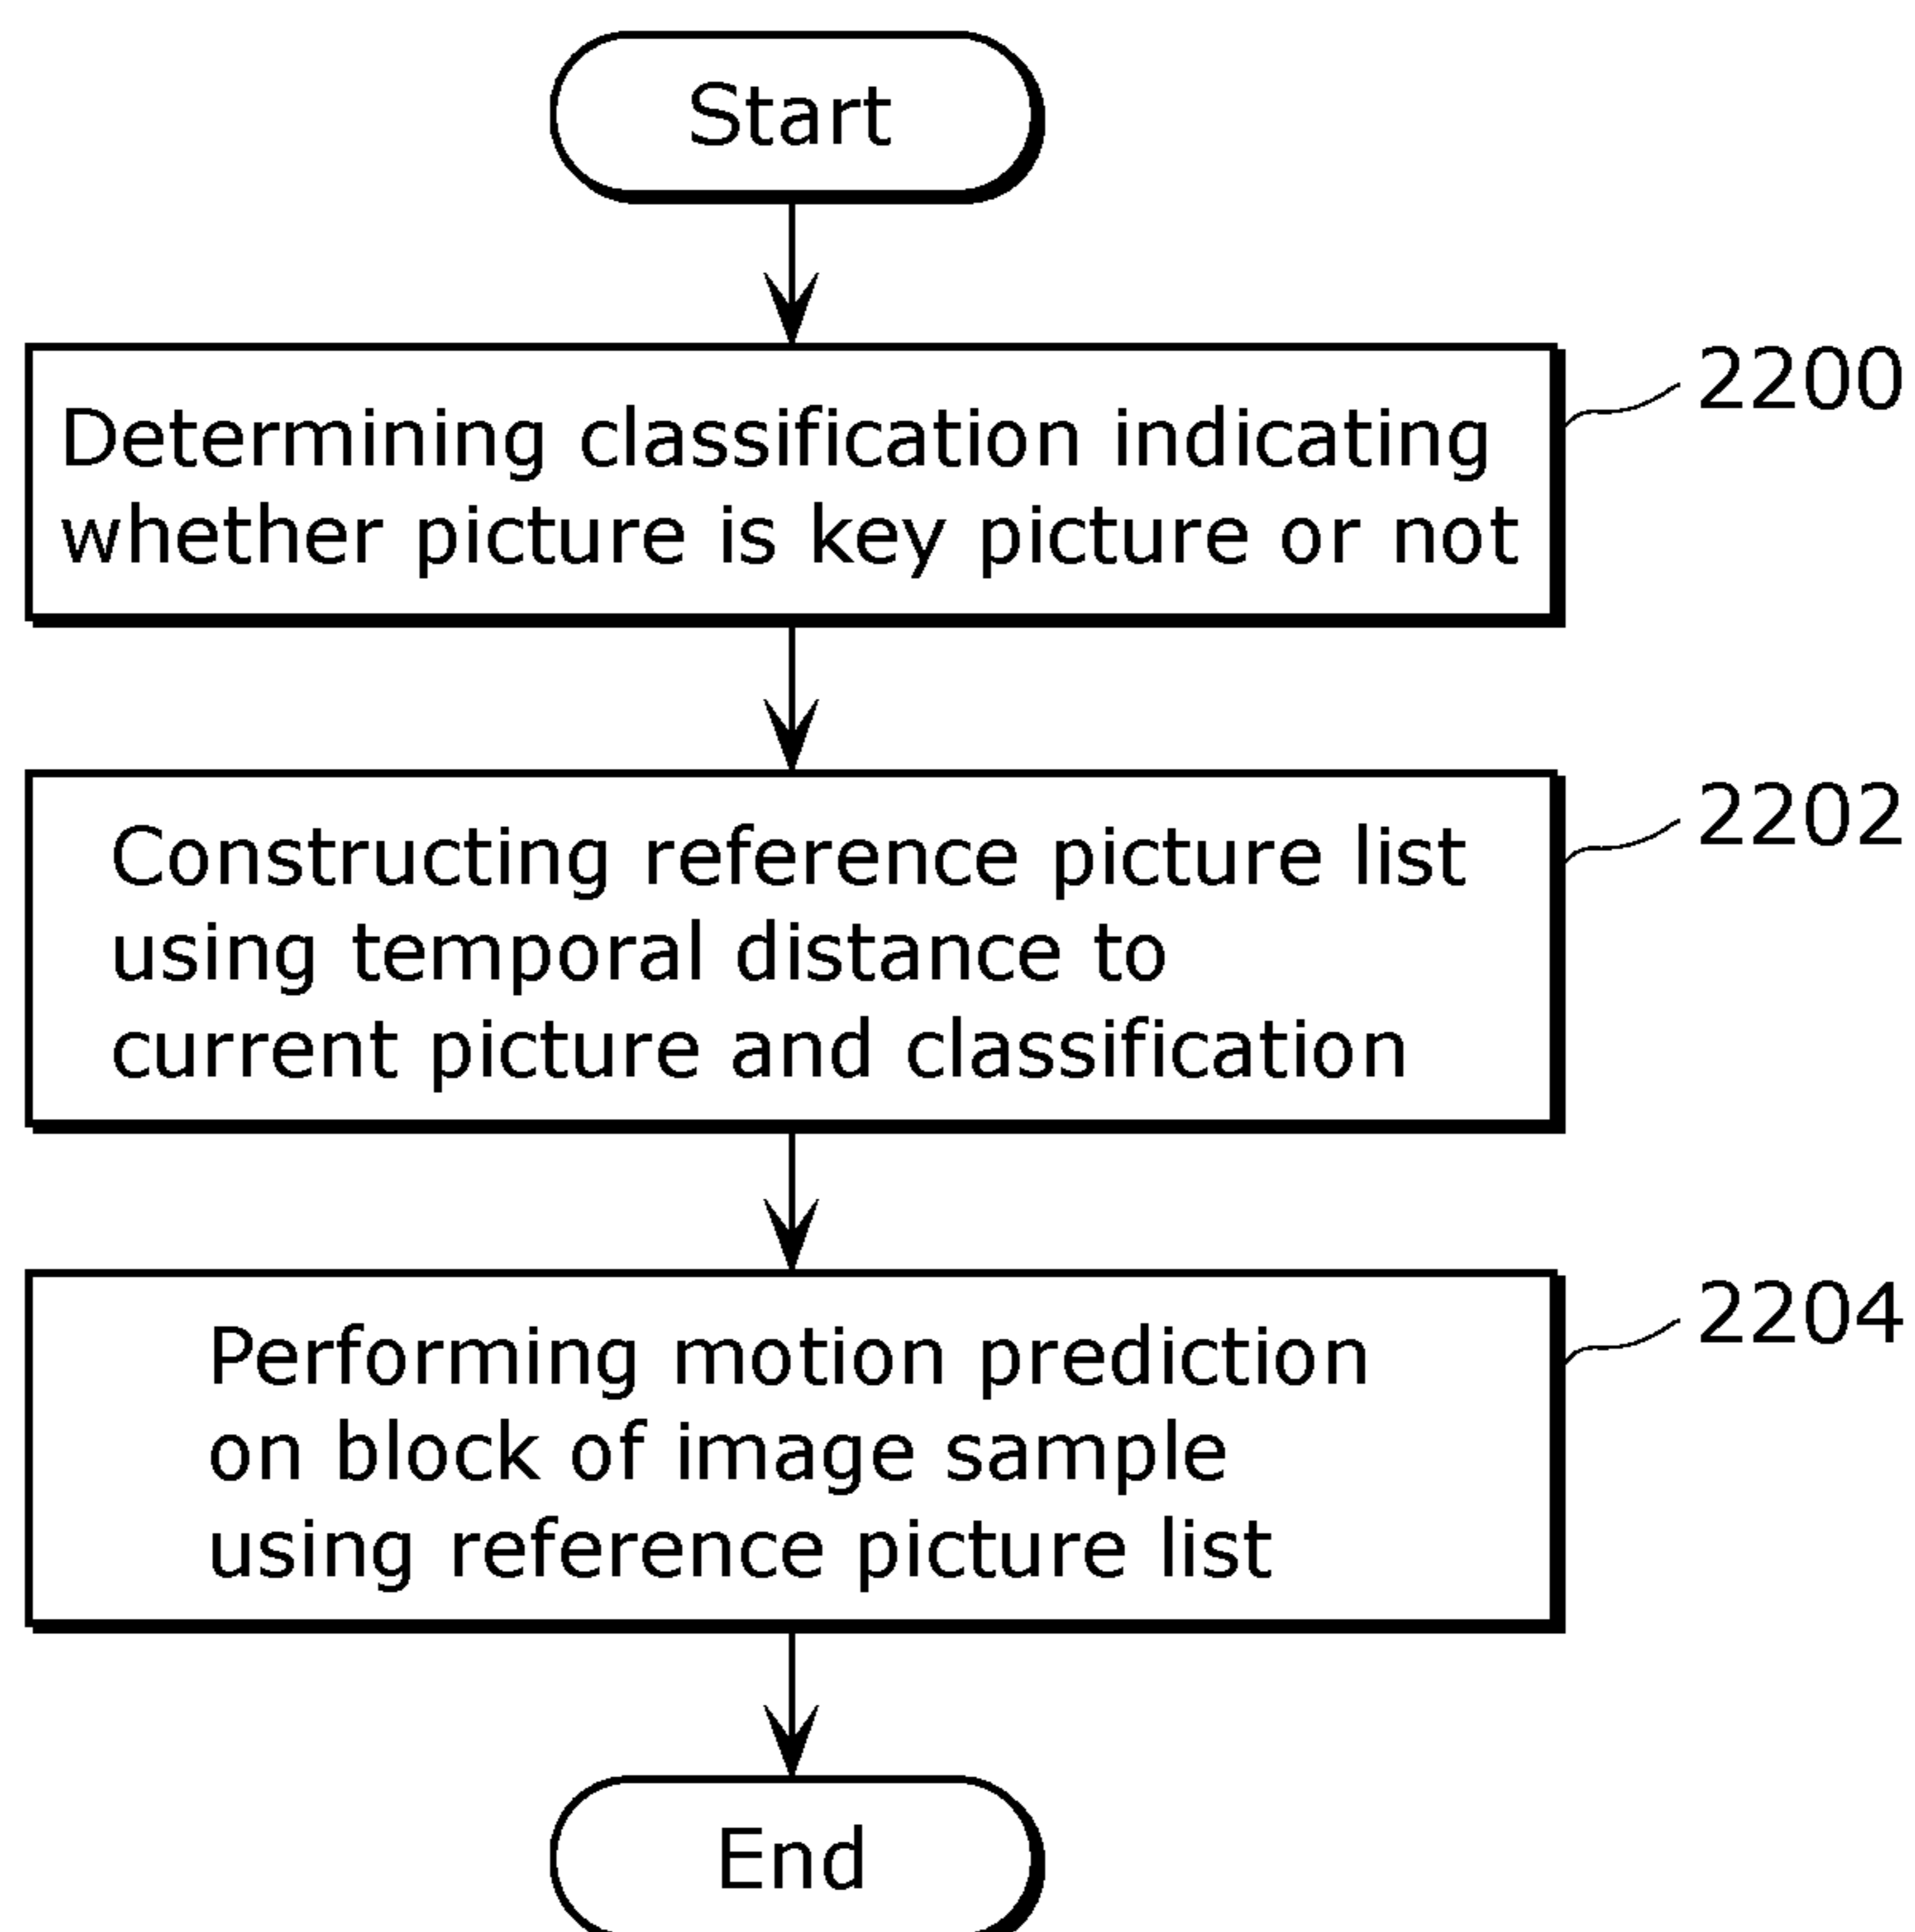 Start
Determining classification indicating
whether picture is key picture or not
2200
Constructing reference picture list
using temporal distance to
current picture and classification
2202
Performing motion prediction
on block of image sample
using reference picture list
2204
End